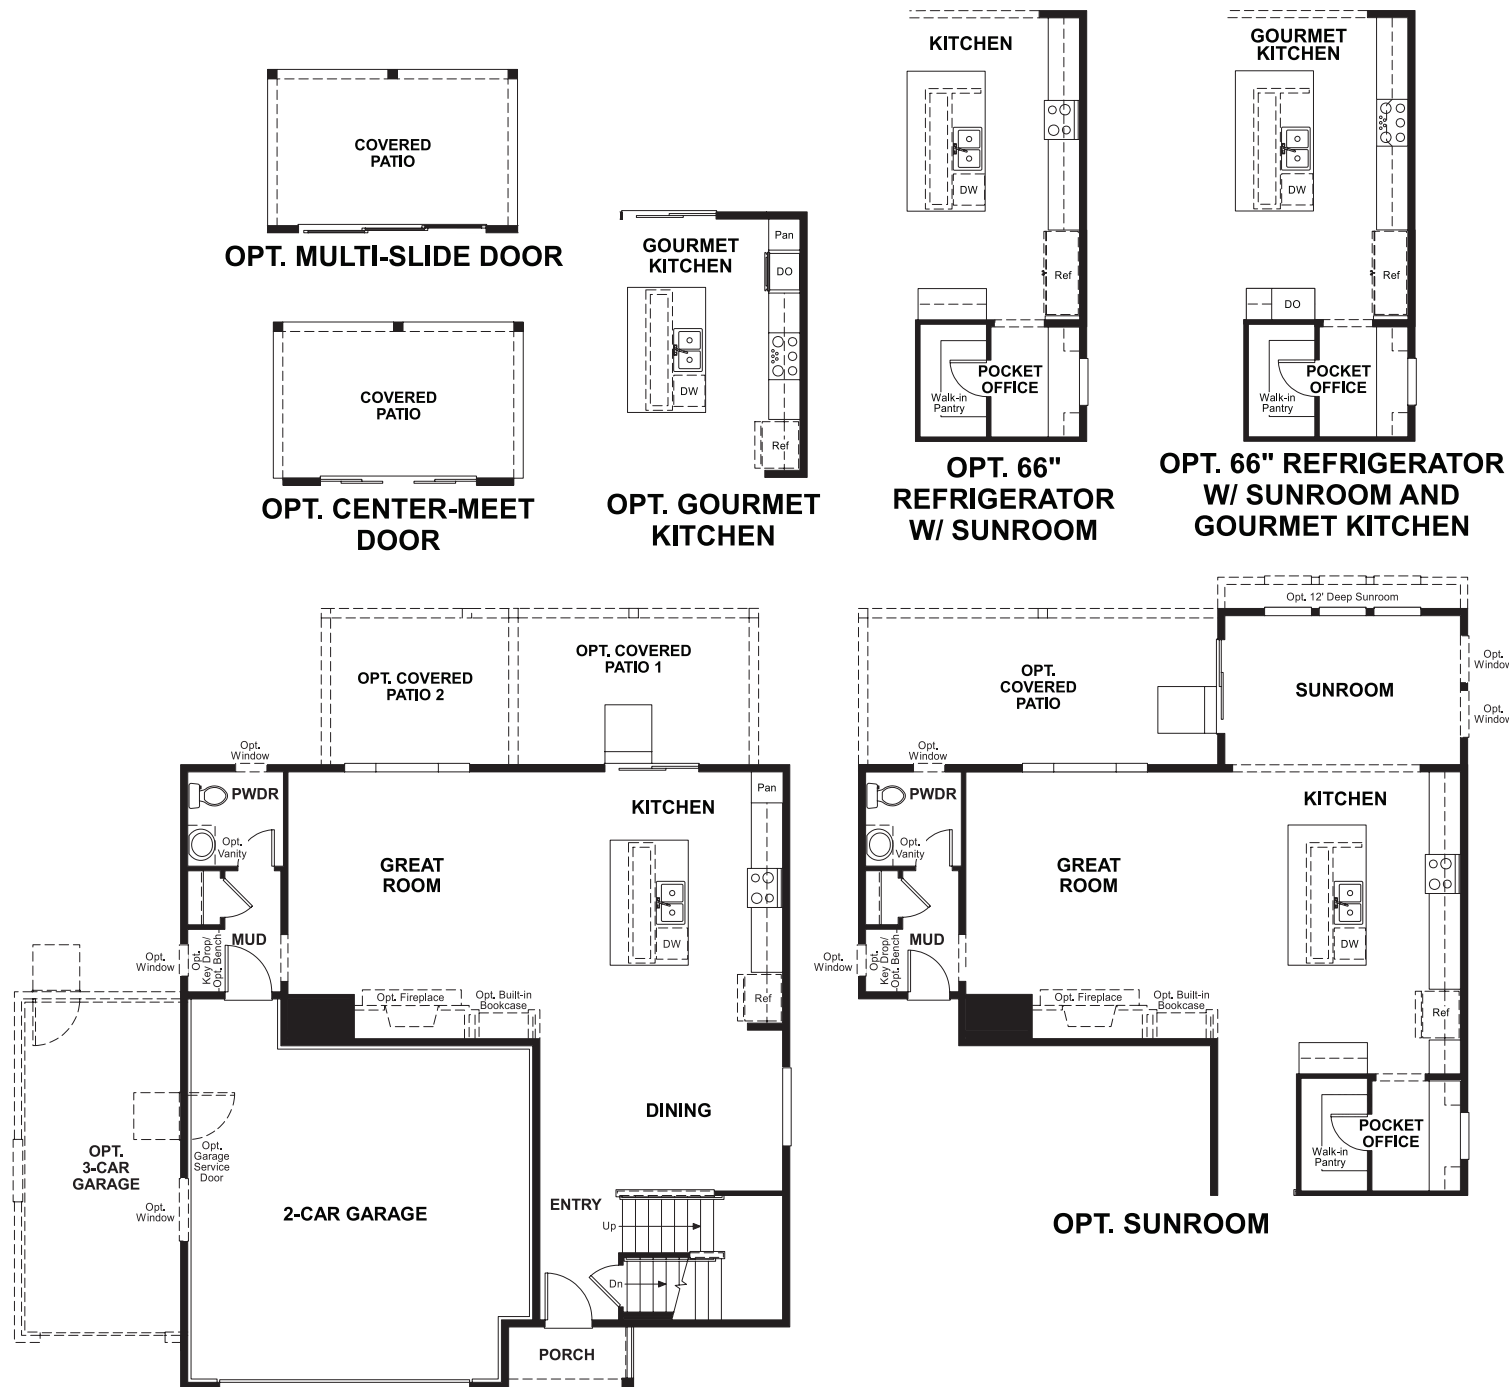 COVERED
PATIO
OPT. MULTI-SLIDE DOOR
COVERED
PATIO
OPT. CENTER-MEET
DOOR
GOURMET
KITCHEN
Pan
DO
DW
Ref
OPT. GOURMET
KITCHEN
KITCHEN
DW
Ref
POCKET
OFFICE
Walk-in
Pantry
OPT. 66"
REFRIGERATOR
W/ SUNROOM
GOURMET
KITCHEN
DW
Ref
DO
POCKET
OFFICE
Walk-in
Pantry
OPT. 66" REFRIGERATOR
W/ SUNROOM AND
GOURMET KITCHEN
OPT. COVERED
PATIO 2
OPT. COVERED
PATIO 1
Opt.
Window
PWDR
Opt.
Vanity
GREAT
ROOM
KITCHEN
Pan
DW
Ref
MUD
Opt.
Window
Opt.
Key Drop/
Opt. Bench
Opt. Fireplace
Opt. Built-in
Bookcase
DINING
OPT.
3-CAR
GARAGE
Opt.
Garage
Service
Door
Opt.
Window
2-CAR GARAGE
ENTRY
Up
Dn
PORCH
Opt. 12' Deep Sunroom
SUNROOM
Opt.
Window
Opt.
Window
OPT.
COVERED
PATIO
Opt.
Window
PWDR
Opt.
Vanity
GREAT
ROOM
KITCHEN
DW
Ref
MUD
Opt.
Window
Opt.
Key Drop/
Opt. Bench
Opt. Fireplace
Opt. Built-in
Bookcase
POCKET
OFFICE
Walk-in
Pantry
OPT. SUNROOM